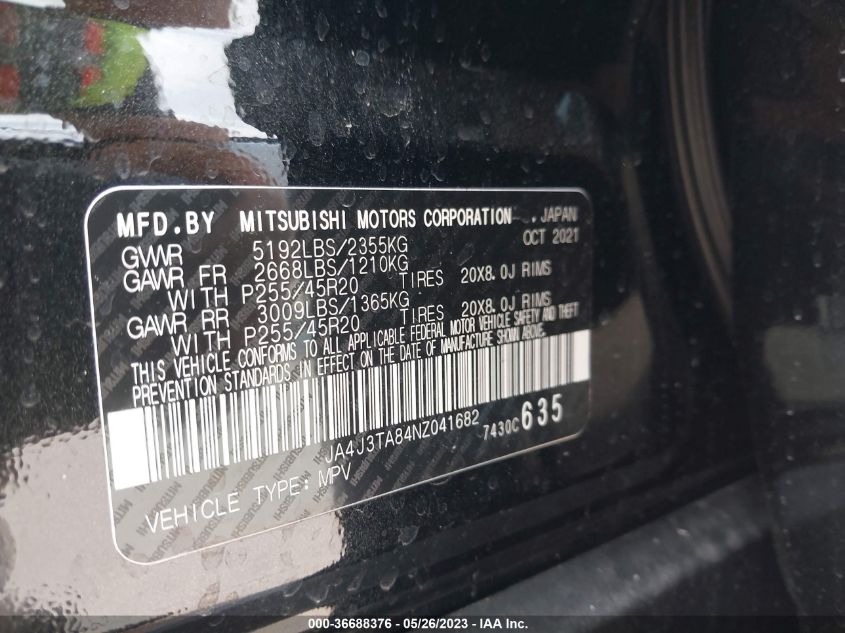 MFD.BY MITSUBISHI MOTORS CORPORATION JAPAN
OCT 2021
GVWR 5192LBS/2355KG
GAWR FR 2668LBS/1210KG
WITH P255/45R20 TIRES 20X8.0J RIMS
GAWR RR 3009LBS/1365KG
WITH P255/45R20 TIRES 20X8.0J RIMS
THIS VEHICLE CONFORMS TO ALL APPLICABLE FEDERAL MOTOR VEHICLE SAFETY AND THEFT
PREVENTION STANDARDS IN EFFECT ON THE DATE OF MANUFACTURE SHOWN ABOVE.
JA4J3TA84NZ041682 7430C 635
VEHICLE TYPE: MPV
000-36688376 - 05/26/2023 - IAA Inc.